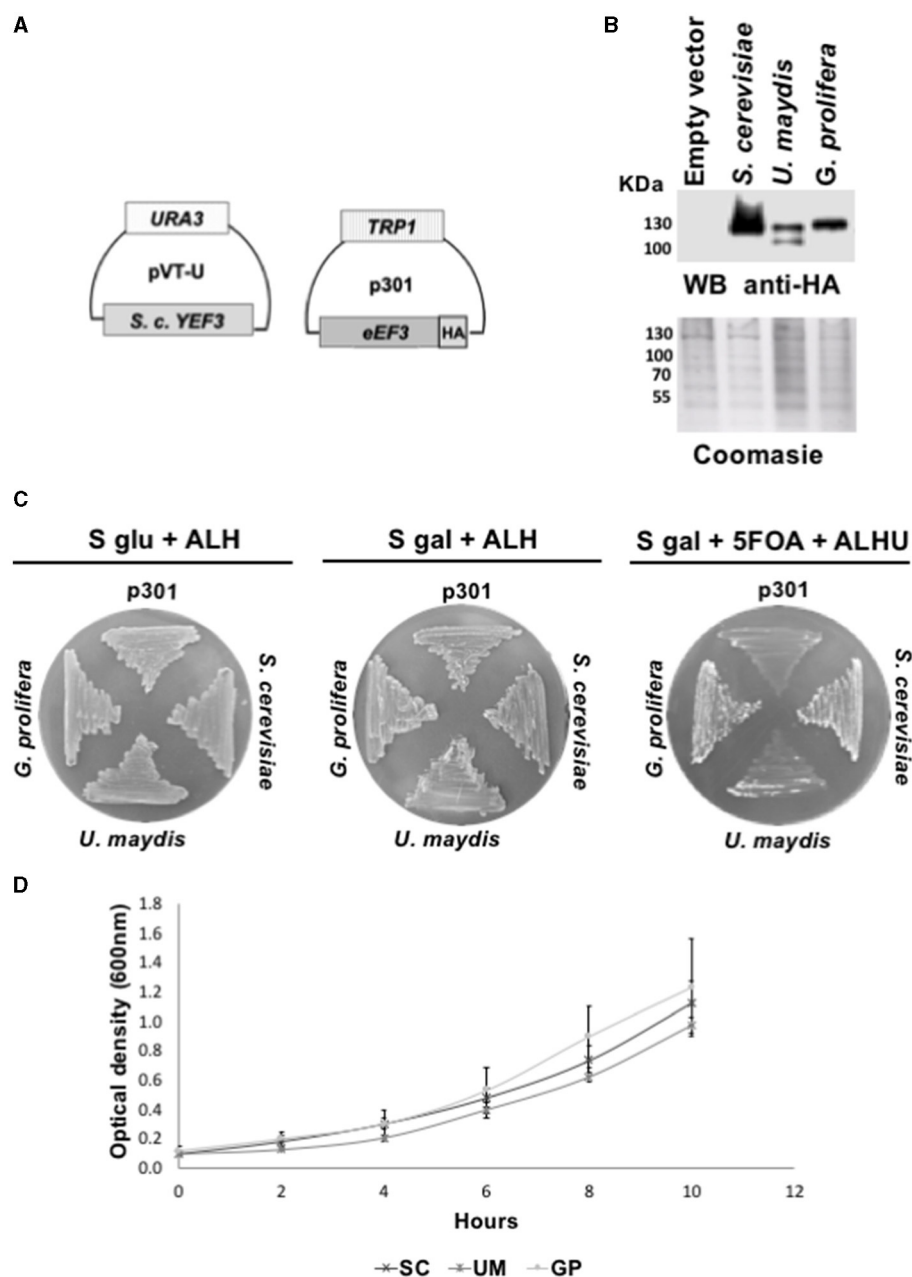 A
URA3
pVT-U
S. c. YEF3
TRP1
p301
eEF3
HA
B
Empty vector
S. cerevisiae
U. maydis
G. prolifera
KDa
130
100
WB anti-HA
130
100
70
55
Coomasie
C
S glu + ALH
p301
G. prolifera
S. cerevisiae
U. maydis
S gal + ALH
p301
G. prolifera
S. cerevisiae
U. maydis
S gal + 5FOA + ALHU
p301
G. prolifera
S. cerevisiae
U. maydis
D
Optical density (600nm)
1.8
1.6
1.4
1.2
1.0
0.8
0.6
0.4
0.2
0.0
0 2 4 6 8 10 12
Hours
SC UM GP